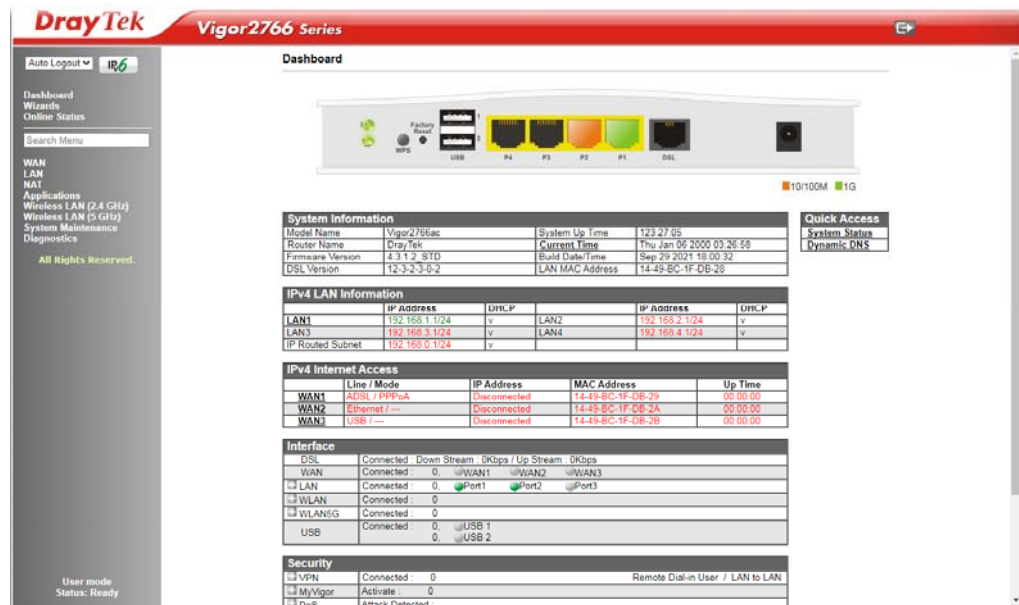 DrayTek Vigor2766 Series
Auto Logout IPv6
Dashboard
Wizards
Online Status
Search Menu
WAN
LAN
NAT
Applications
Wireless LAN (2.4 GHz)
Wireless LAN (5 GHz)
System Maintenance
Diagnostics
All Rights Reserved.
User mode
Status: Ready
Dashboard
Factory Reset
WPS
1
2
USB P4 P3 P2 P1 DSL
10/100M 1G
System Information
Model Name Vigor2766ac System Up Time 123:27:05
Router Name DrayTek Current Time Thu Jan 06 2000 03:26:58
Firmware Version 4.3.1.2_STD Build Date/Time Sep 29 2021 18:00:32
DSL Version 12-3-2-3-0-2 LAN MAC Address 14-49-BC-1F-DB-28
Quick Access
System Status
Dynamic DNS
IPv4 LAN Information
IP Address DHCP IP Address DHCP
LAN1 192.168.1.1/24 v LAN2 192.168.2.1/24 v
LAN3 192.168.3.1/24 v LAN4 192.168.4.1/24 v
IP Routed Subnet 192.168.0.1/24 v
IPv4 Internet Access
Line / Mode IP Address MAC Address Up Time
WAN1 ADSL / PPPoA Disconnected 14-49-BC-1F-DB-29 00:00:00
WAN2 Ethernet / --- Disconnected 14-49-BC-1F-DB-2A 00:00:00
WAN3 USB / --- Disconnected 14-49-BC-1F-DB-2B 00:00:00
Interface
DSL Connected : Down Stream : 0Kbps / Up Stream : 0Kbps
WAN Connected : 0, WAN1 WAN2 WAN3
LAN Connected : 0, Port1 Port2 Port3
WLAN Connected : 0
WLAN5G Connected : 0
USB Connected : 0, USB 1
0, USB 2
Security
VPN Connected : 0 Remote Dial-in User / LAN to LAN
MyVigor Activate : 0
DoS Attack Detected :